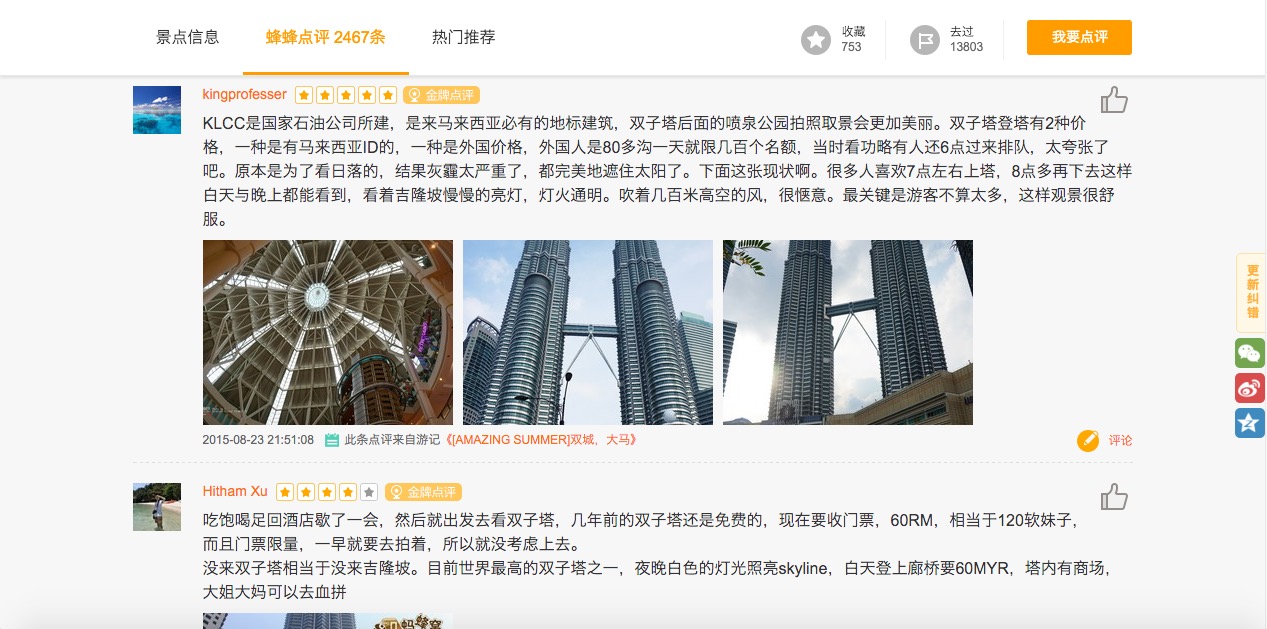 景点信息
蜂蜂点评 2467条
热门推荐
收藏
753
去过
13803
我要点评
kingprofesser
金牌点评
KLCC是国家石油公司所建，是来马来西亚必有的地标建筑，双子塔后面的喷泉公园拍照取景会更加美丽。双子塔登塔有2种价
格，一种是有马来西亚ID的，一种是外国价格，外国人是80多沟一天就限几百个名额，当时看功略有人还6点过来排队，太夸张了
吧。原本是为了看日落的，结果灰霾太严重了，都完美地遮住太阳了。下面这张现状啊。很多人喜欢7点左右上塔，8点多再下去这样
白天与晚上都能看到，看着吉隆坡慢慢的亮灯，灯火通明。吹着几百米高空的风，很惬意。最关键是游客不算太多，这样观景很舒
服。
2015-08-23 21:51:08
此条点评来自游记《[AMAZING SUMMER]双城，大马》
评论
Hitham Xu
金牌点评
吃饱喝足回酒店歇了一会，然后就出发去看双子塔，几年前的双子塔还是免费的，现在要收门票，60RM，相当于120软妹子，
而且门票限量，一早就要去拍着，所以就没考虑上去。
没来双子塔相当于没来吉隆坡。目前世界最高的双子塔之一，夜晚白色的灯光照亮skyline，白天登上廊桥要60MYR，塔内有商场，
大姐大妈可以去血拼
更新纠错